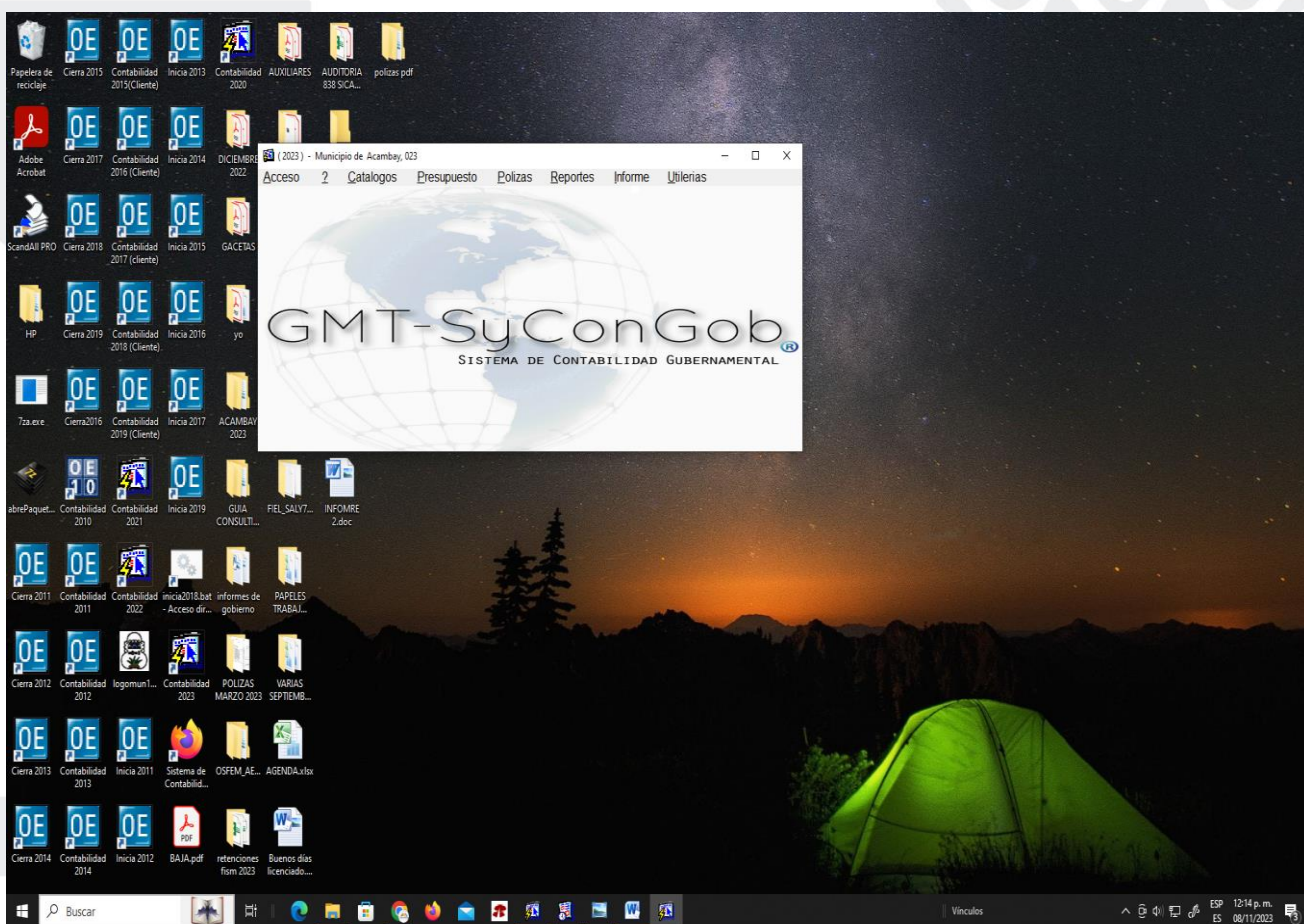 Papelera de reciclaje
Cierra 2015
Contabilidad 2015(Cliente)
Inicia 2013
Contabilidad 2020
AUXILIARES
AUDITORIA 838 SICA...
polizas pdf
Adobe Acrobat
Cierra 2017
Contabilidad 2016 (Cliente)
Inicia 2014
DICIEMBRE 2022
( 2023 ) - Municipio de Acambay, 023
Acceso ? Catalogos Presupuesto Polizas Reportes Informe Utilerias
GMT-SyConGob®
SISTEMA DE CONTABILIDAD GUBERNAMENTAL
ScandAll PRO
Cierra 2018
Contabilidad 2017 (cliente)
Inicia 2015
GACETAS
HP
Cierra 2019
Contabilidad 2018 (Cliente)
Inicia 2016
yo
7za.exe
Cierra2016
Contabilidad 2019 (Cliente)
Inicia 2017
ACAMBAY 2023
abrePaquet...
Contabilidad 2010
Contabilidad 2021
Inicia 2019
GUIA CONSULTI...
FIEL_SALY7...
INFOMRE 2.doc
Cierra 2011
Contabilidad 2011
Contabilidad 2022
inicia2018.bat - Acceso dir...
informes de gobierno
PAPELES TRABAJ...
Cierra 2012
Contabilidad 2012
logomun1...
Contabilidad 2023
POLIZAS MARZO 2023
VARIAS SEPTIEMB...
Cierra 2013
Contabilidad 2013
Inicia 2011
Sistema de Contabilid...
OSFEM_AE...
AGENDA.xlsx
Cierra 2014
Contabilidad 2014
Inicia 2012
BAJA.pdf
retenciones fism 2023
Buenos días licenciado....
Buscar
Vínculos
ESP
ES
12:14 p. m.
08/11/2023